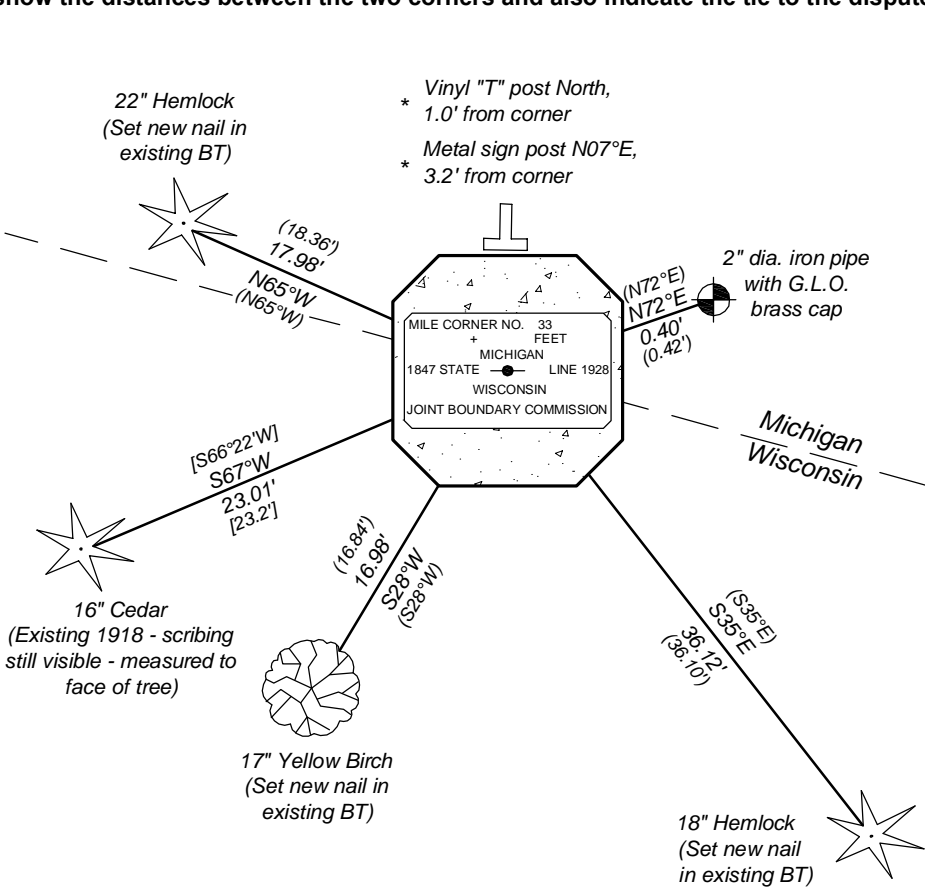 show the distances between the two corners and also indicate the tie to the dispute
22" Hemlock
(Set new nail in
existing BT)
* Vinyl "T" post North,
1.0' from corner
* Metal sign post N07°E,
3.2' from corner
(18.36')
17.98'
N65°W
(N65°W)
2" dia. iron pipe
with G.L.O.
brass cap
(N72°E)
N72°E
0.40'
(0.42')
MILE CORNER NO. 33
+ FEET
MICHIGAN
1847 STATE LINE 1928
WISCONSIN
JOINT BOUNDARY COMMISSION
Michigan
Wisconsin
[S66°22'W]
S67°W
23.01'
[23.2']
16" Cedar
(Existing 1918 - scribing
still visible - measured to
face of tree)
(16.84')
16.98'
S28°W
(S28°W)
17" Yellow Birch
(Set new nail in
existing BT)
(S35°E)
S35°E
36.12'
(36.10')
18" Hemlock
(Set new nail
in existing BT)